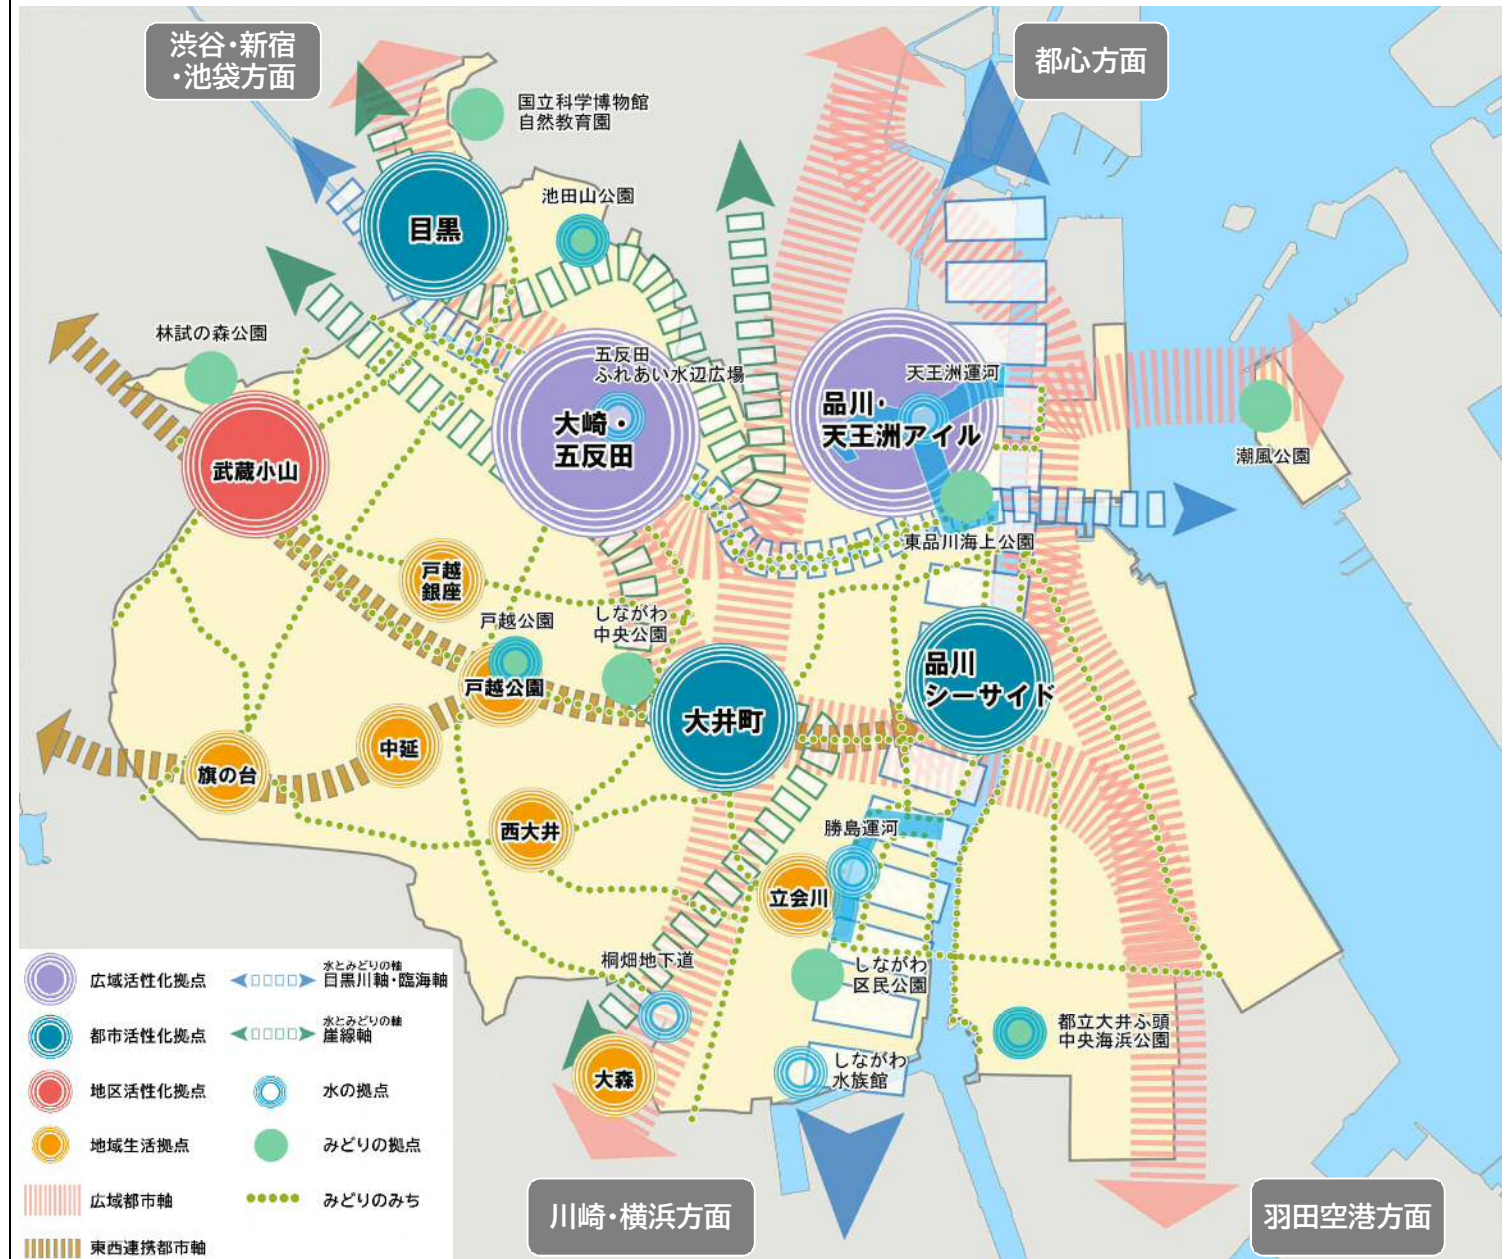 渋谷・新宿
・池袋方面
都心方面
国立科学博物館
自然教育園
池田山公園
目黒
林試の森公園
五反田
ふれあい水辺広場
天王洲運河
大崎・
五反田
品川・
天王洲アイル
潮風公園
武蔵小山
東品川海上公園
戸越
銀座
戸越公園
しながわ
中央公園
戸越公園
品川
シーサイド
大井町
中延
旗の台
西大井
勝島運河
立会川
桐畑地下道
しながわ
区民公園
都立大井ふ頭
中央海浜公園
しながわ
水族館
大森
広域活性化拠点
都市活性化拠点
地区活性化拠点
地域生活拠点
広域都市軸
東西連携都市軸
水とみどりの軸
目黒川軸・臨海軸
水とみどりの軸
崖線軸
水の拠点
みどりの拠点
みどりのみち
川崎・横浜方面
羽田空港方面